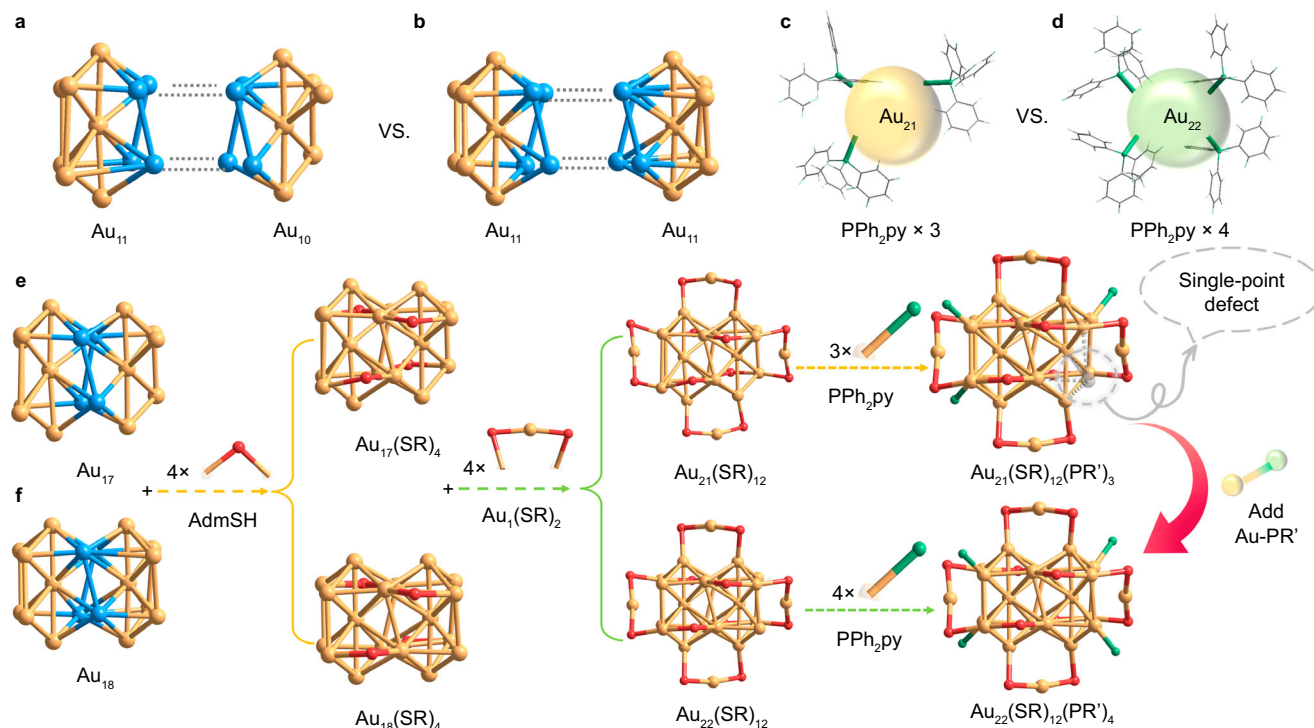 a
b
c
d
Au₁₁
Au₁₀
VS.
Au₁₁
Au₁₁
Au₂₁
PPh₂py × 3
VS.
Au₂₂
PPh₂py × 4
e
Au₁₇
f
Au₁₈
+
4×
AdmSH
Au₁₇(SR)₄
Au₁₈(SR)₄
+
4×
Au₁(SR)₂
Au₂₁(SR)₁₂
Au₂₂(SR)₁₂
3×
PPh₂py
4×
PPh₂py
Single-point
defect
Au₂₁(SR)₁₂(PR’)₃
Add
Au-PR’
Au₂₂(SR)₁₂(PR’)₄